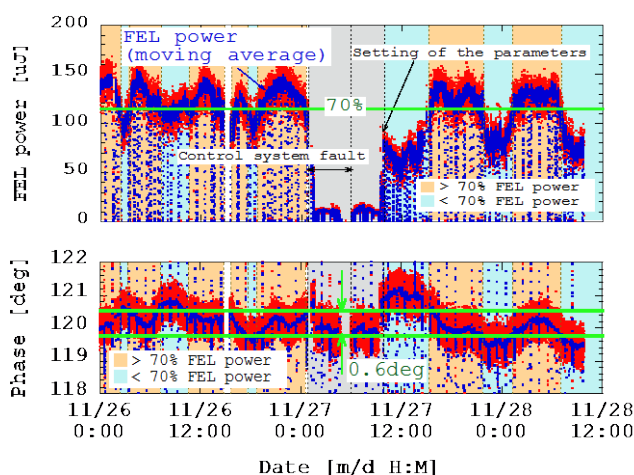 FEL power [uJ]
200
150
100
50
0
FEL power
(moving average)
Setting of the parameters
70%
Control system fault
> 70% FEL power
< 70% FEL power
Phase [deg]
122
121
120
119
118
> 70% FEL power
< 70% FEL power
0.6deg
11/26 11/26 11/27 11/27 11/28 11/28
0:00 12:00 0:00 12:00 0:00 12:00
Date [m/d H:M]